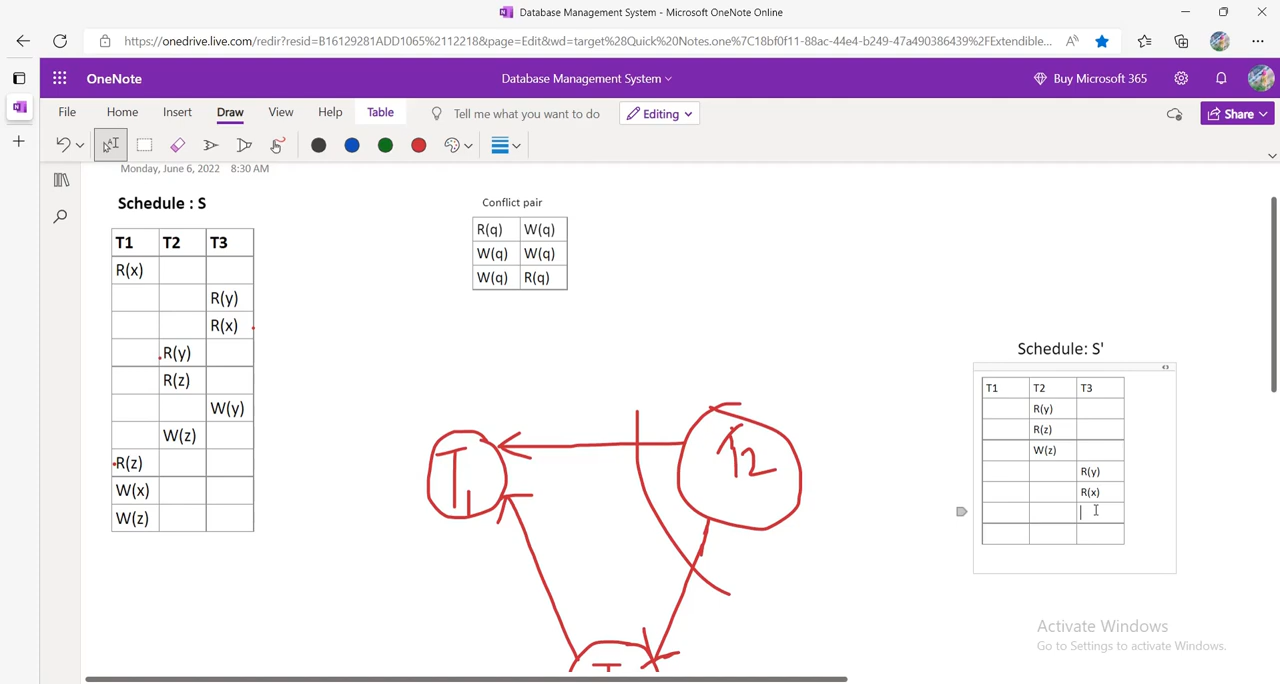 Database Management System - Microsoft OneNote Online
https://onedrive.live.com/redir?resid=B16129281ADD1065%2112218&page=Edit&wd=target%28Quick%20Notes.one%7C18bf0f11-88ac-44e4-b249-47a490386439%2FExtendible...
OneNote
Database Management System
Buy Microsoft 365
File Home Insert Draw View Help Table Tell me what you want to do Editing Share
Monday, June 6, 2022 8:30 AM
Schedule : S
T1 T2 T3
R(x)
R(y)
R(x)
R(y)
R(z)
W(y)
W(z)
R(z)
W(x)
W(z)
Conflict pair
R(q) W(q)
W(q) W(q)
W(q) R(q)
T1
T2
T
Schedule: S'
T1 T2 T3
R(y)
R(z)
W(z)
R(y)
R(x)
Activate Windows
Go to Settings to activate Windows.